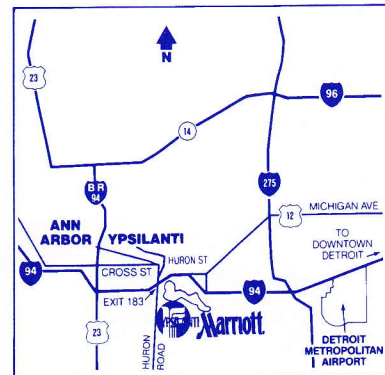 N
23
96
14
BR
94
275
MICHIGAN AVE
12
ANN
ARBOR YPSILANTI
HURON ST
TO
DOWNTOWN
DETROIT
94
CROSS ST
94
EXIT 183
YPSILANTI Marriott.
23
HURON
ROAD
DETROIT
METROPOLITAN
AIRPORT